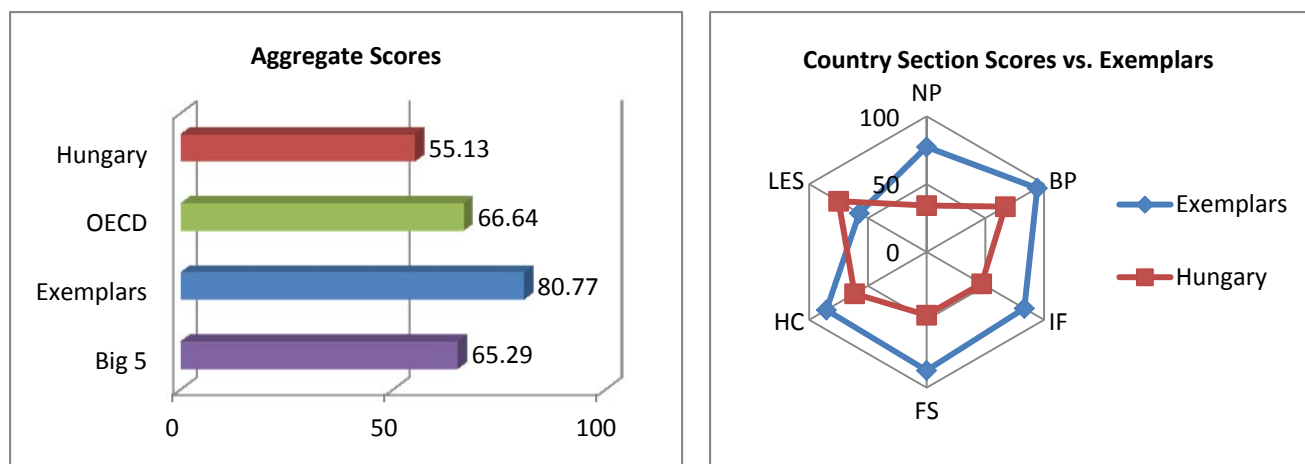 Aggregate Scores
Hungary
55.13
OECD
66.64
Exemplars
80.77
Big 5
65.29
0
50
100
Country Section Scores vs. Exemplars
NP
100
LES
50
BP
0
HC
IF
FS
Exemplars
Hungary